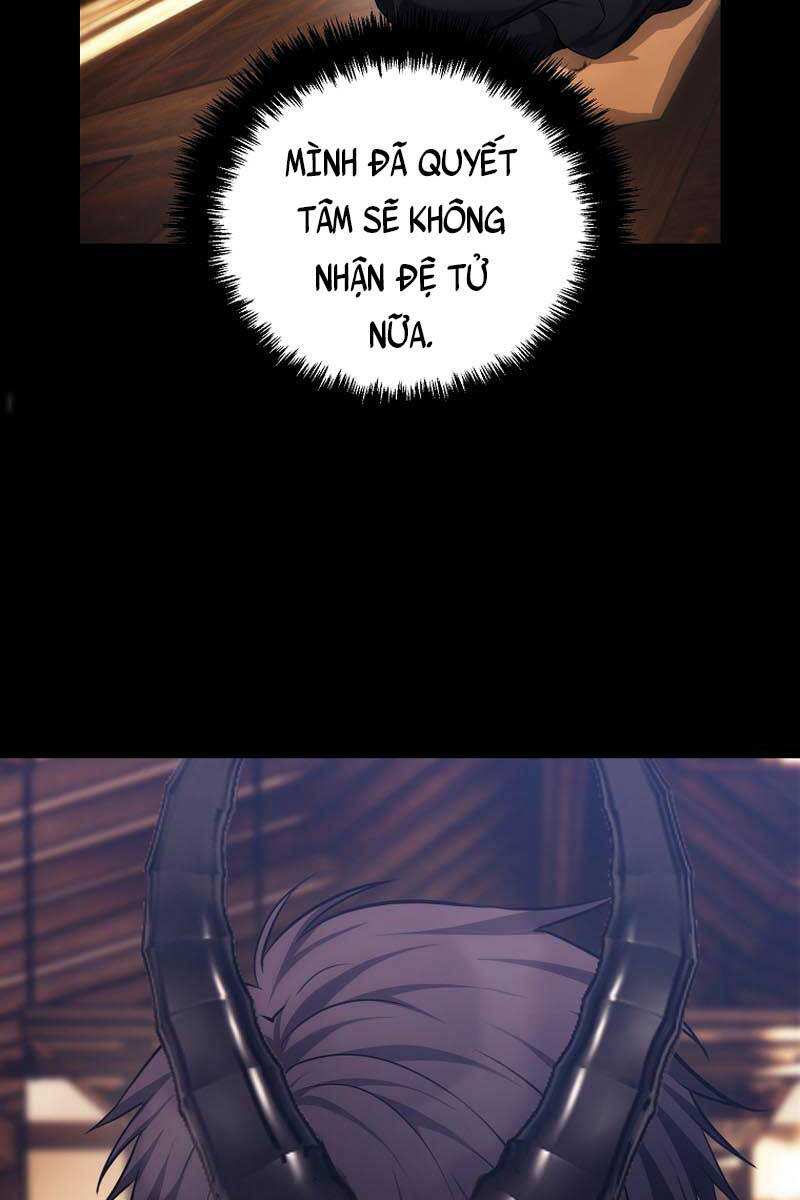 MÌNH ĐÃ QUYẾT
TÂM SẼ KHÔNG
NHẬN ĐỆ TỬ
NỮA.